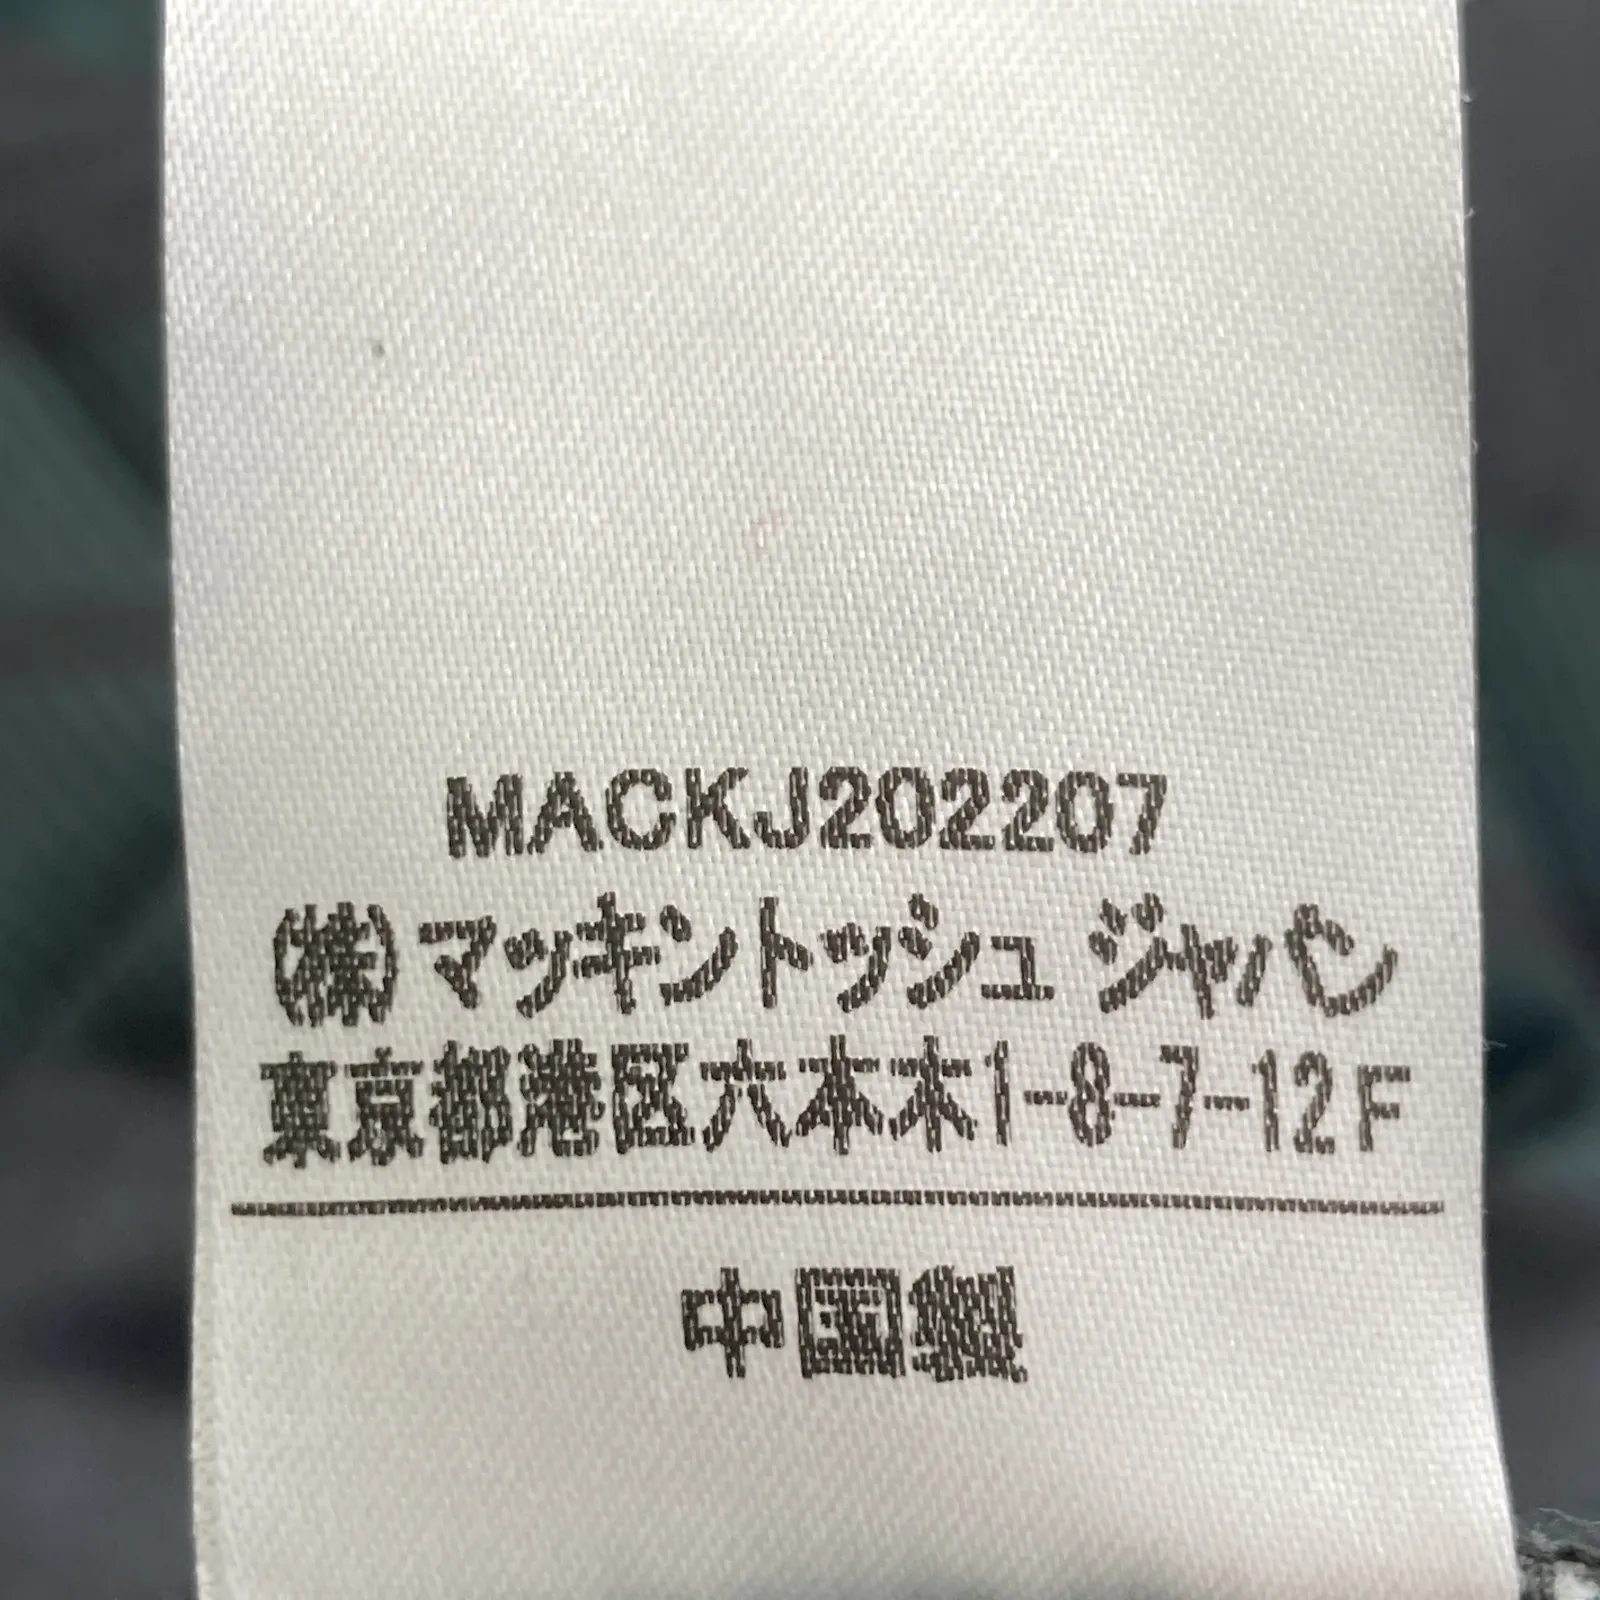 MACKJ202207
㈱マッキントッシュ ジャパン
東京都港区六本木1-8-7-12F
中国製